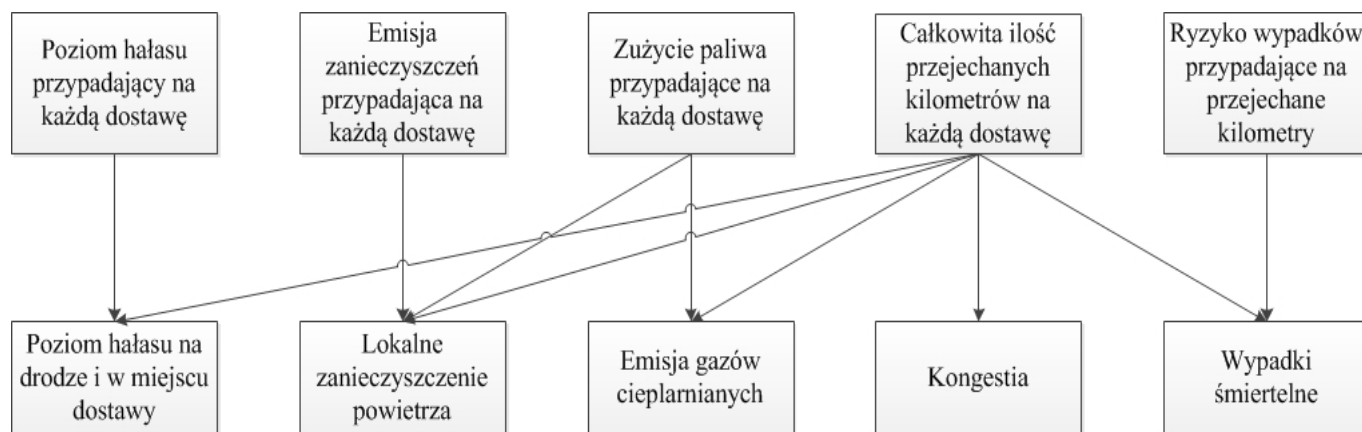 Poziom hałasu
przypadający na
każdą dostawę
Emisja
zanieczyszczeń
przypadająca na
każdą dostawę
Zużycie paliwa
przypadające na
każdą dostawę
Całkowita ilość
przejechanych
kilometrów na
każdą dostawę
Ryzyko wypadków
przypadające na
przejechane
kilometry
Poziom hałasu na
drodze i w miejscu
dostawy
Lokalne
zanieczyszczenie
powietrza
Emisja gazów
cieplarnianych
Kongestia
Wypadki
śmiertelne